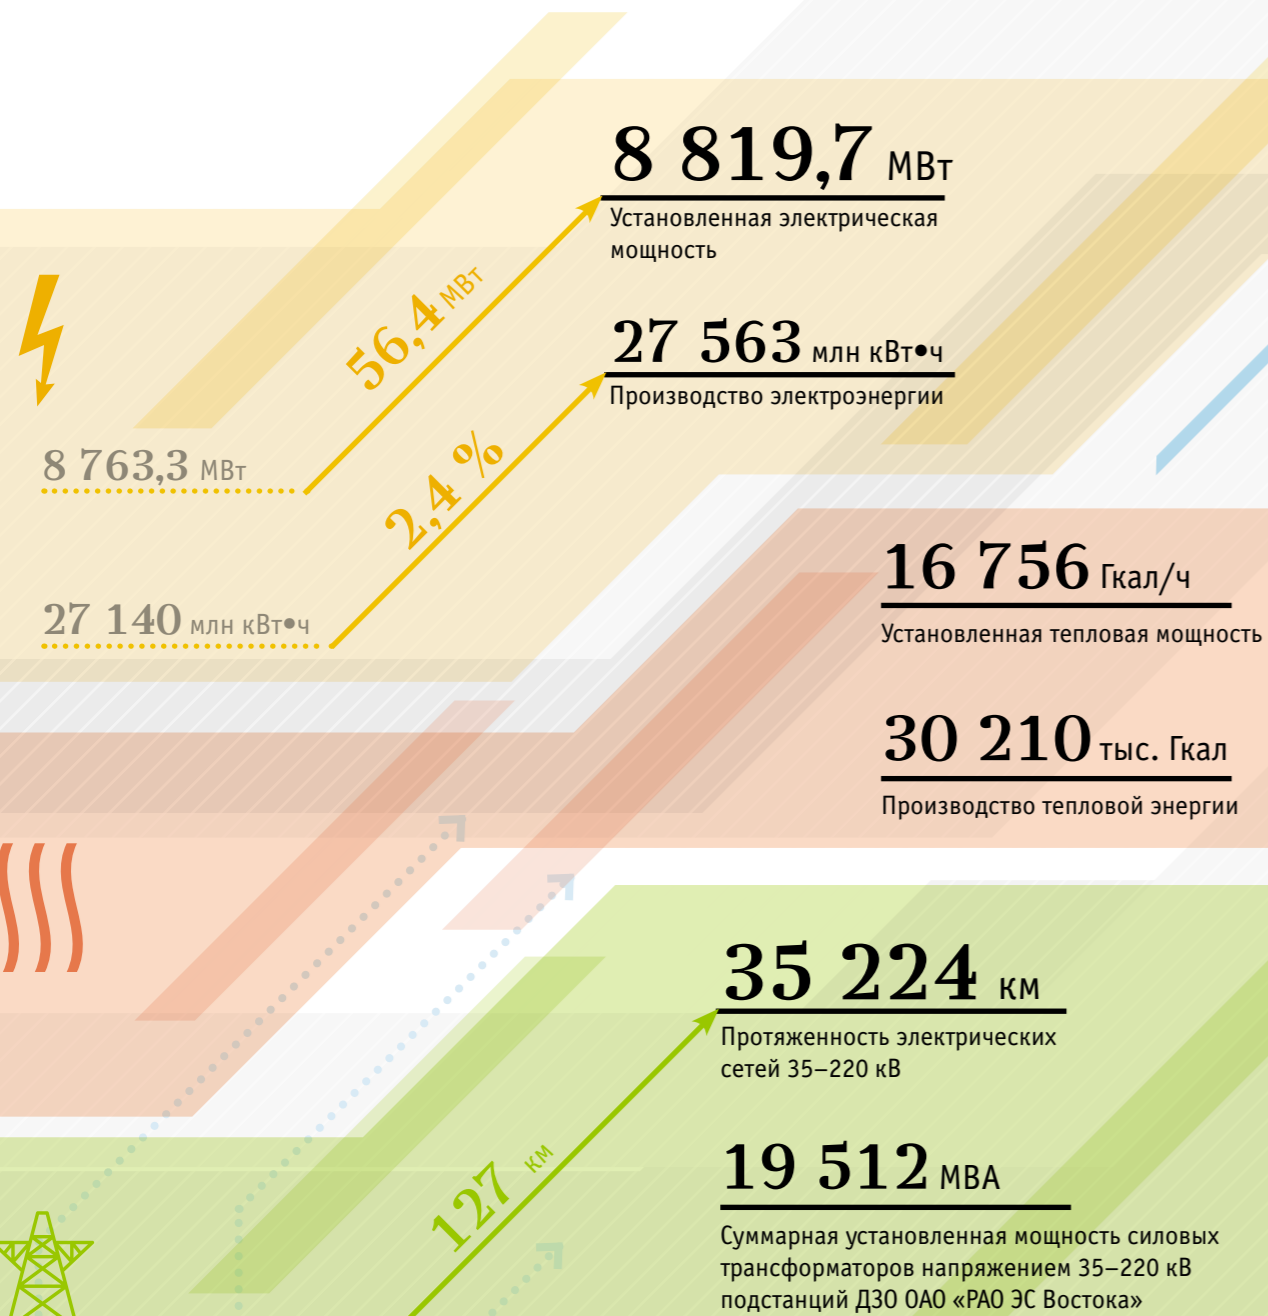 8 819,7 МВт
Установленная электрическая
мощность
56,4 МВт
27 563 млн кВт•ч
Производство электроэнергии
8 763,3 МВт
2,4 %
27 140 млн кВт•ч
16 756 Гкал/ч
Установленная тепловая мощность
30 210 тыс. Гкал
Производство тепловой энергии
35 224 км
Протяженность электрических
сетей 35–220 кВ
127 км
19 512 МВА
Суммарная установленная мощность силовых
трансформаторов напряжением 35–220 кВ
подстанций ДЗО ОАО «РАО ЭС Востока»